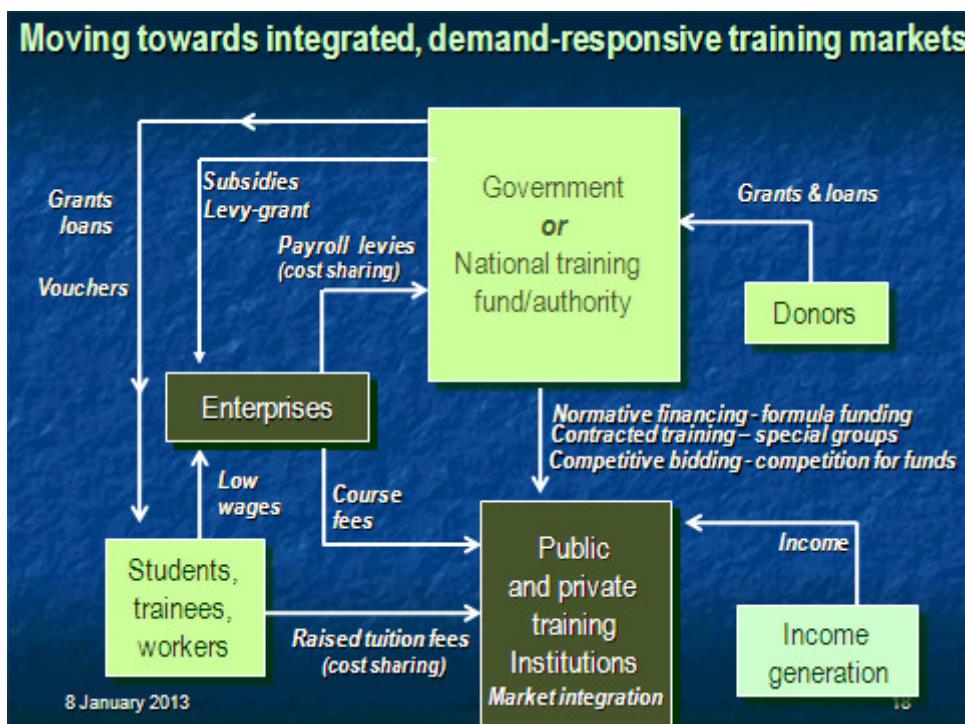 Moving towards integrated, demand-responsive training markets
Grants
loans
Vouchers
Subsidies
Levy-grant
Payroll levies
(cost sharing)
Government
or
National training
fund/authority
Grants & loans
Donors
Enterprises
Normative financing - formula funding
Contracted training – special groups
Competitive bidding - competition for funds
Low
wages
Course
fees
Students,
trainees,
workers
Raised tuition fees
(cost sharing)
Public
and private
training
Institutions
Market integration
Income
Income
generation
8 January 2013
18